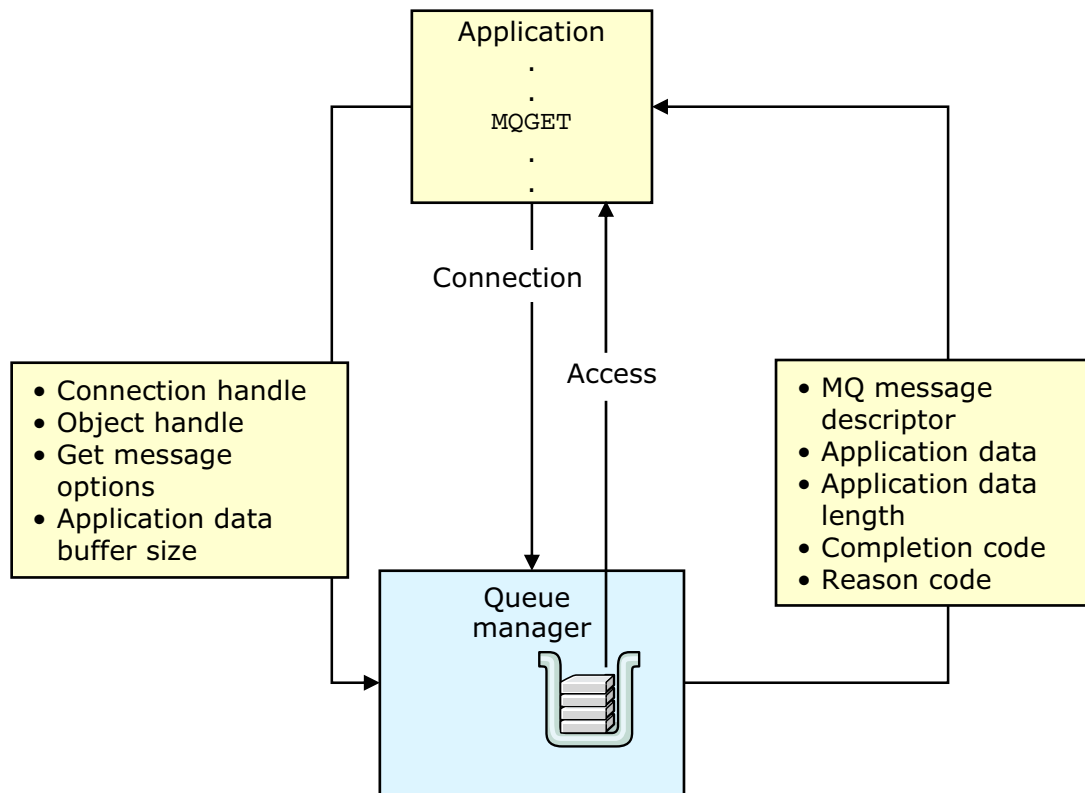 Application
.
.
MQGET
.
.
Connection
Access
• Connection handle
• Object handle
• Get message
options
• Application data
buffer size
• MQ message
descriptor
• Application data
• Application data
length
• Completion code
• Reason code
Queue
manager